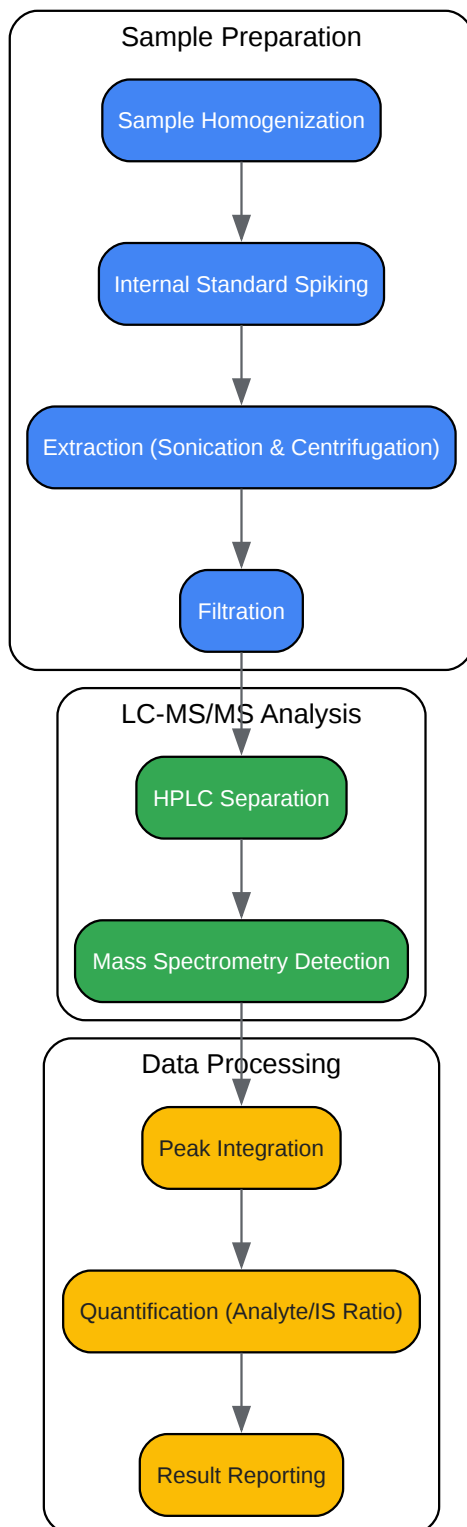 Sample Preparation
Sample Homogenization
Internal Standard Spiking
Extraction (Sonication & Centrifugation)
Filtration
LC-MS/MS Analysis
HPLC Separation
Mass Spectrometry Detection
Data Processing
Peak Integration
Quantification (Analyte/IS Ratio)
Result Reporting